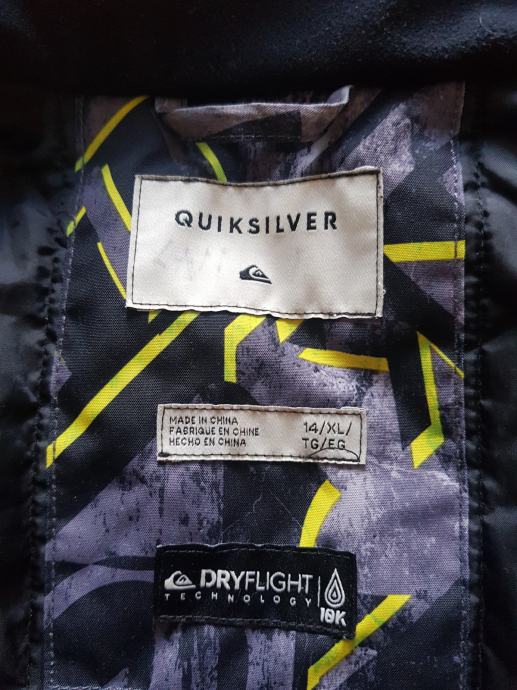 QUIKSILVER
MADE IN CHINA
FABRIQUE EN CHINE
HECHO EN CHINA
14/XL/
TG/EG
DRYFLIGHT
TECHNOLOGY
10K